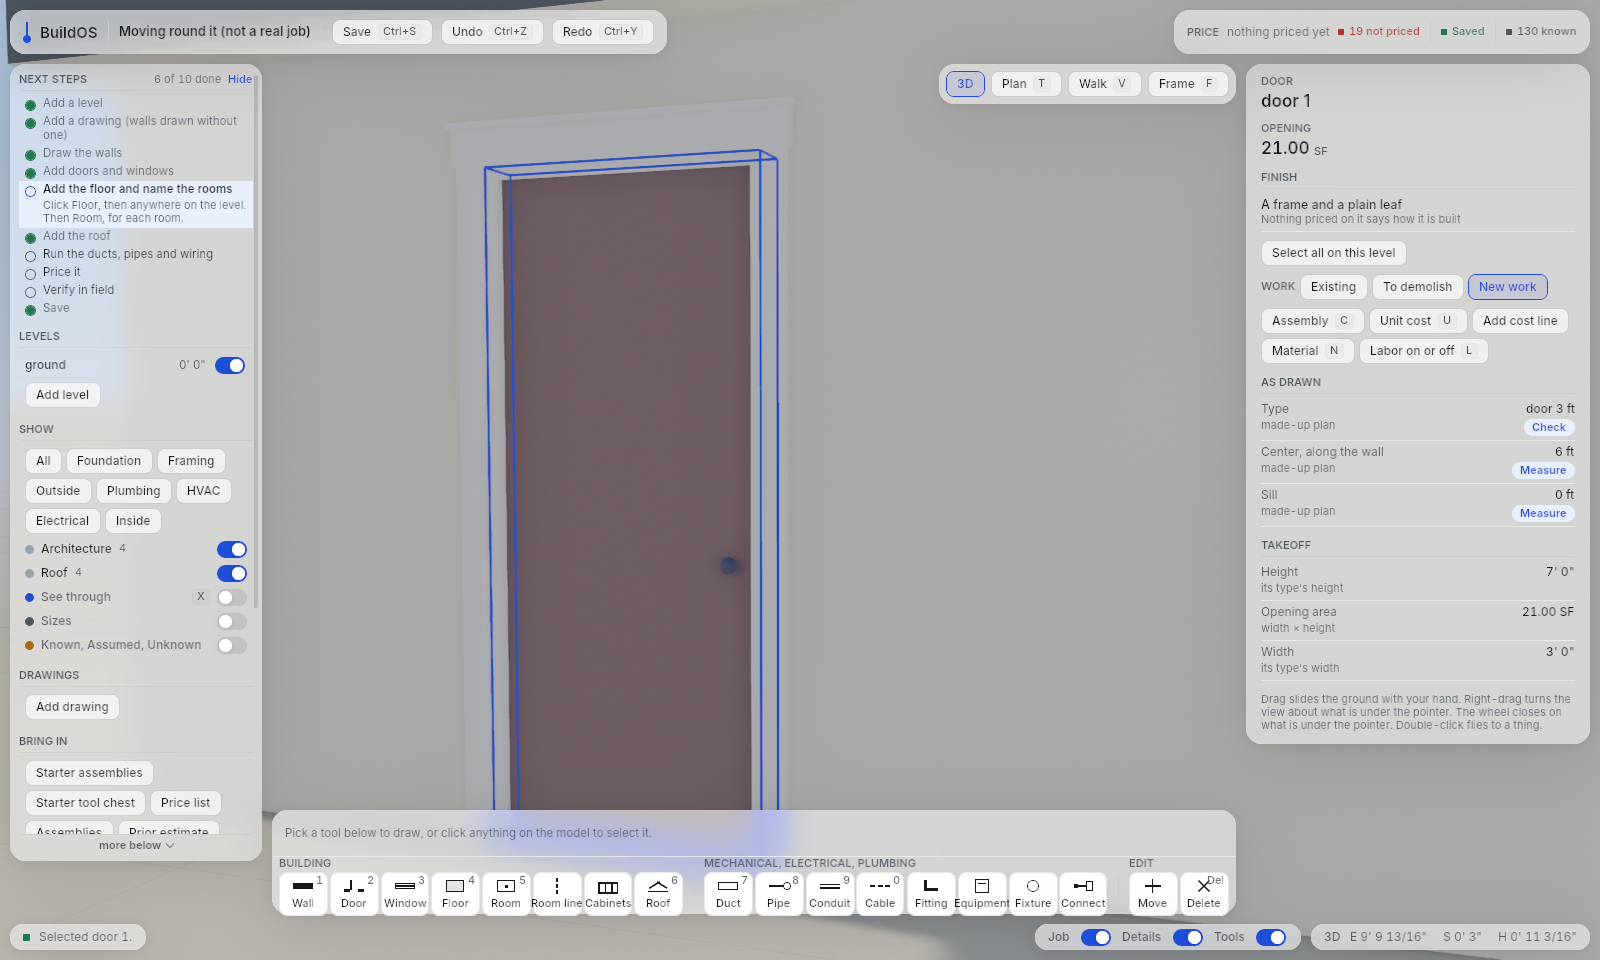 BuildOS
Moving round it (not a real job)
Save Ctrl+S
Undo Ctrl+Z
Redo Ctrl+Y
PRICE nothing priced yet
19 not priced
Saved
130 known
NEXT STEPS 6 of 10 done Hide
Add a level
Add a drawing (walls drawn without
one)
Draw the walls
Add doors and windows
Add the floor and name the rooms
Click Floor, then anywhere on the level.
Then Room, for each room.
Add the roof
Run the ducts, pipes and wiring
Price it
Verify in field
Save
LEVELS
ground 0' 0"
Add level
SHOW
All Foundation Framing
Outside Plumbing HVAC
Electrical Inside
Architecture 4
Roof 4
See through X
Sizes
Known, Assumed, Unknown
DRAWINGS
Add drawing
BRING IN
Starter assemblies
Starter tool chest Price list
Assemblies Prior estimate
more below
3D Plan T Walk V Frame F
DOOR
door 1
OPENING
21.00 SF
FINISH
A frame and a plain leaf
Nothing priced on it says how it is built
Select all on this level
WORK Existing To demolish New work
Assembly C Unit cost U Add cost line
Material N Labor on or off L
AS DRAWN
Type door 3 ft
made-up plan Check
Center, along the wall 6 ft
made-up plan Measure
Sill 0 ft
made-up plan Measure
TAKEOFF
Height 7' 0"
its type's height
Opening area 21.00 SF
width × height
Width 3' 0"
its type's width
Drag slides the ground with your hand. Right-drag turns the
view about what is under the pointer. The wheel closes on
what is under the pointer. Double-click flies to a thing.
Pick a tool below to draw, or click anything on the model to select it.
BUILDING MECHANICAL, ELECTRICAL, PLUMBING EDIT
1 2 3 4 5 6 7 8 9 0 Del
Wall Door Window Floor Room Room line Cabinets Roof Duct Pipe Conduit Cable Fitting Equipment Fixture Connect Move Delete
Selected door 1.
Job Details Tools
3D E 9' 9 13/16" S 0' 3" H 0' 11 3/16"